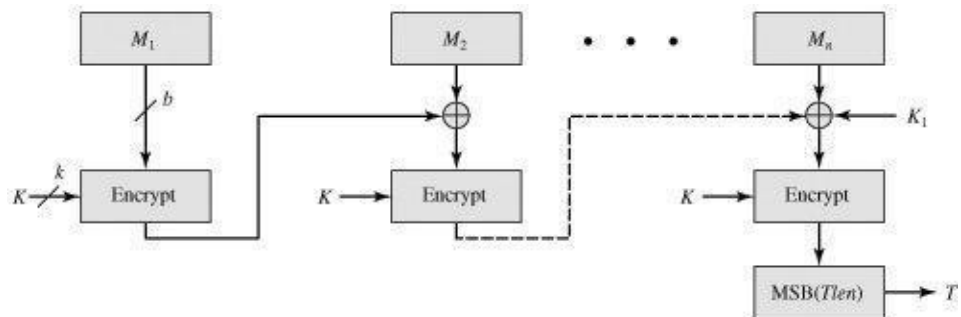 M₁
M₂
• • •
Mₙ
b
K₁
K
k
Encrypt
K
Encrypt
K
Encrypt
MSB(Tlen)
T